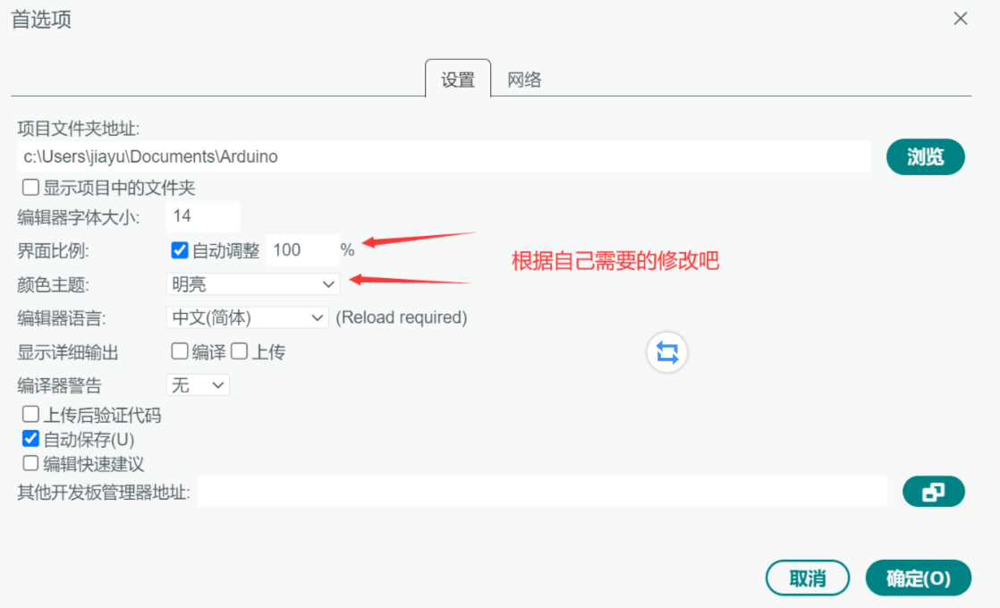 首选项
设置 网络
项目文件夹地址:
c:\Users\jiayu\Documents\Arduino 浏览
显示项目中的文件夹
编辑器字体大小: 14
界面比例: 自动调整 100 %
根据自己需要的修改吧
颜色主题: 明亮
编辑器语言: 中文(简体) (Reload required)
显示详细输出 编译 上传
编译器警告 无
上传后验证代码
自动保存(U)
编辑快速建议
其他开发板管理器地址:
取消 确定(O)